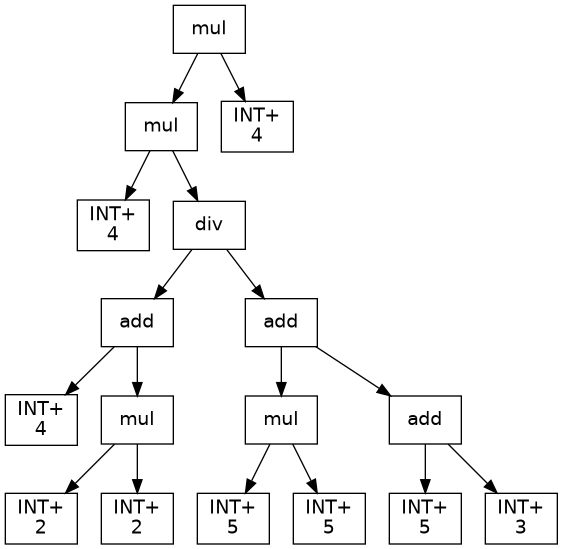 mul
mul
INT+
4
INT+
4
div
add
add
INT+
4
mul
mul
add
INT+
2
INT+
2
INT+
5
INT+
5
INT+
5
INT+
3